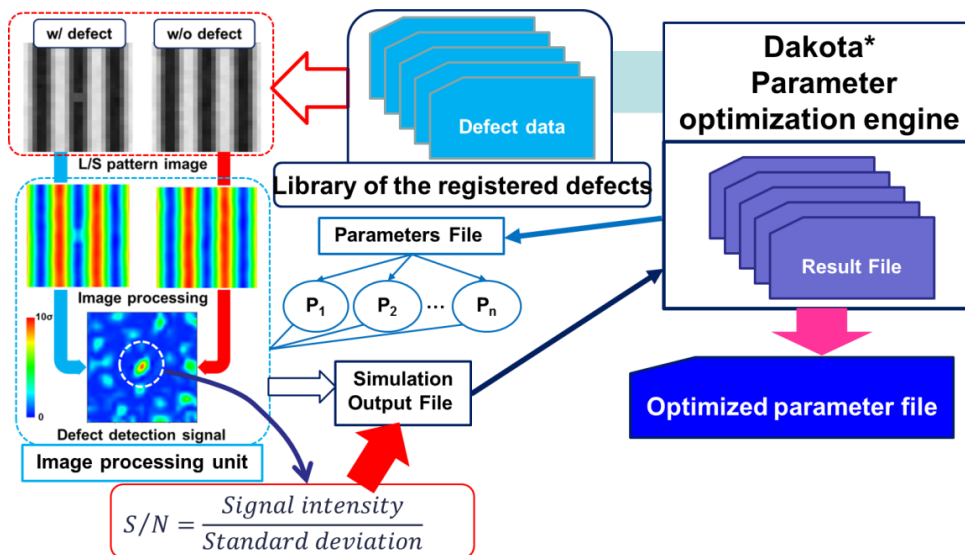 w/ defect
w/o defect
L/S pattern image
Defect data
Library of the registered defects
Dakota*
Parameter
optimization engine
Result File
Optimized parameter file
Parameters File
P1
P2
...
Pn
Image processing
10σ
0
Defect detection signal
Image processing unit
Simulation
Output File
S/N = Signal intensity
Standard deviation